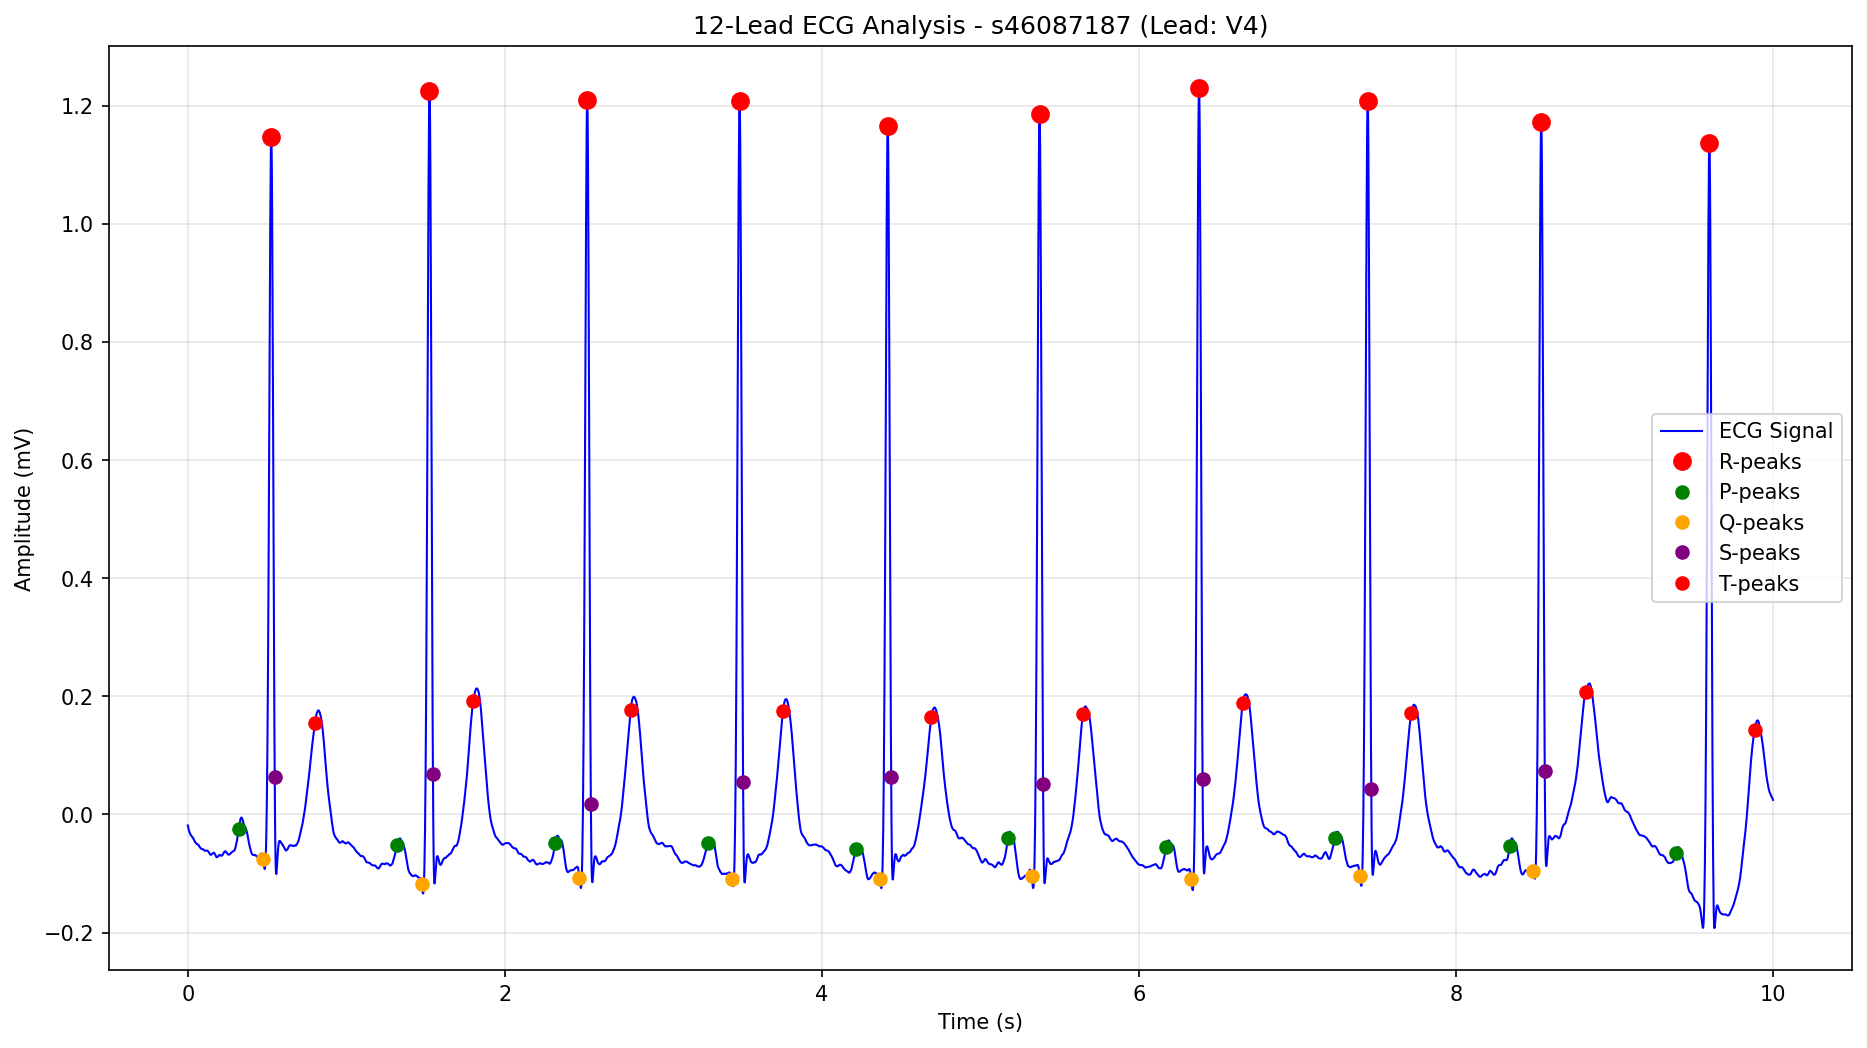 12-Lead ECG Analysis - s46087187 (Lead: V4)
Amplitude (mV)
1.2
1.0
0.8
0.6
0.4
0.2
0.0
−0.2
ECG Signal
R-peaks
P-peaks
Q-peaks
S-peaks
T-peaks
0 2 4 6 8 10
Time (s)